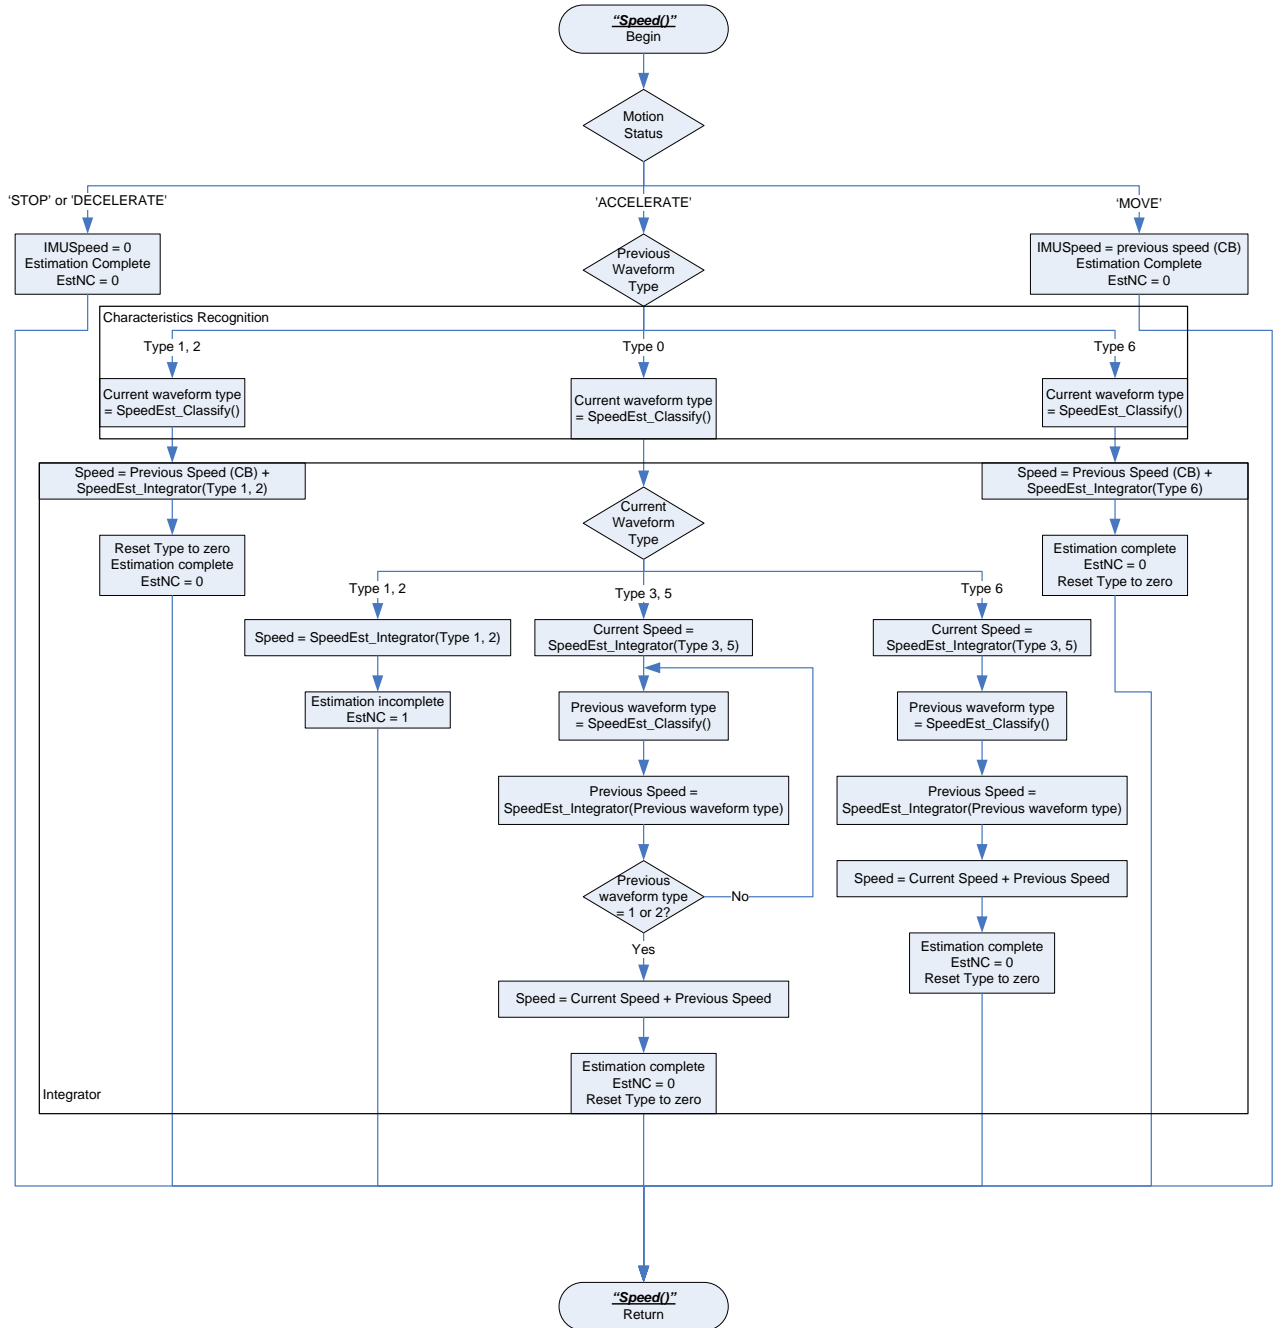 “Speed()”
Begin
Motion
Status
‘STOP’ or 'DECELERATE'
'ACCELERATE'
‘MOVE’
IMUSpeed = 0
Estimation Complete
EstNC = 0
Previous
Waveform
Type
IMUSpeed = previous speed (CB)
Estimation Complete
EstNC = 0
Characteristics Recognition
Type 1, 2
Type 0
Type 6
Current waveform type
= SpeedEst_Classify()
Current waveform type
= SpeedEst_Classify()
Current waveform type
= SpeedEst_Classify()
Speed = Previous Speed (CB) +
SpeedEst_Integrator(Type 1, 2)
Speed = Previous Speed (CB) +
SpeedEst_Integrator(Type 6)
Current
Waveform
Type
Reset Type to zero
Estimation complete
EstNC = 0
Estimation complete
EstNC = 0
Reset Type to zero
Type 1, 2
Type 3, 5
Type 6
Speed = SpeedEst_Integrator(Type 1, 2)
Current Speed =
SpeedEst_Integrator(Type 3, 5)
Current Speed =
SpeedEst_Integrator(Type 3, 5)
Estimation incomplete
EstNC = 1
Previous waveform type
= SpeedEst_Classify()
Previous waveform type
= SpeedEst_Classify()
Previous Speed =
SpeedEst_Integrator(Previous waveform type)
Previous Speed =
SpeedEst_Integrator(Previous waveform type)
Previous
waveform type
= 1 or 2?
No
Speed = Current Speed + Previous Speed
Yes
Estimation complete
EstNC = 0
Reset Type to zero
Speed = Current Speed + Previous Speed
Estimation complete
EstNC = 0
Reset Type to zero
Integrator
“Speed()”
Return